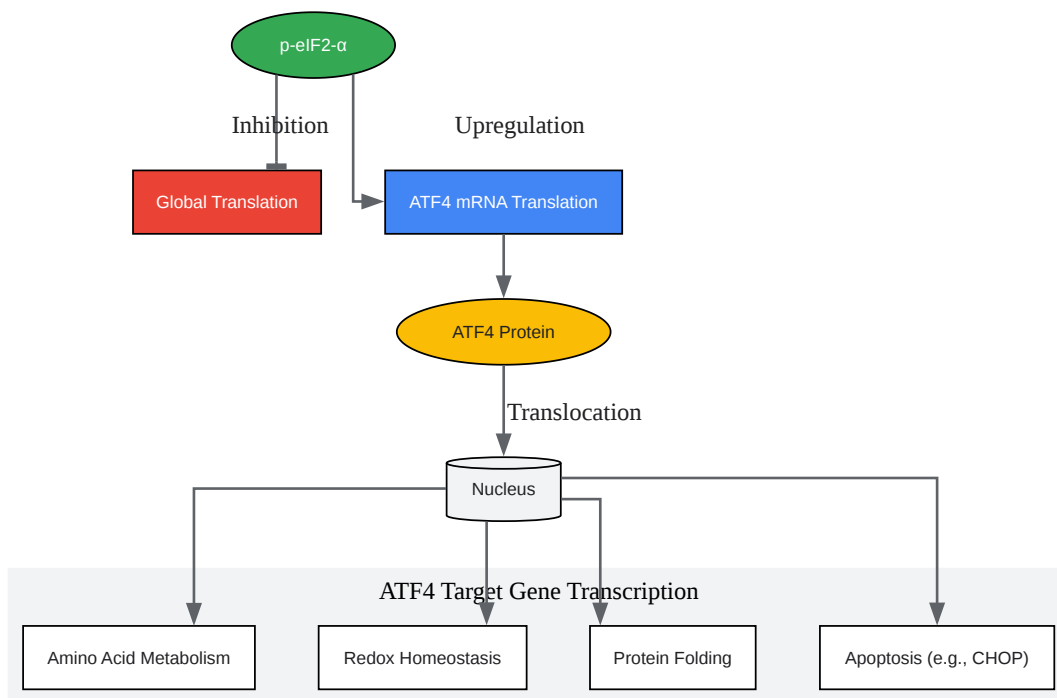 p-eIF2-α
Inhibition
Upregulation
Global Translation
ATF4 mRNA Translation
ATF4 Protein
Translocation
Nucleus
ATF4 Target Gene Transcription
Amino Acid Metabolism
Redox Homeostasis
Protein Folding
Apoptosis (e.g., CHOP)